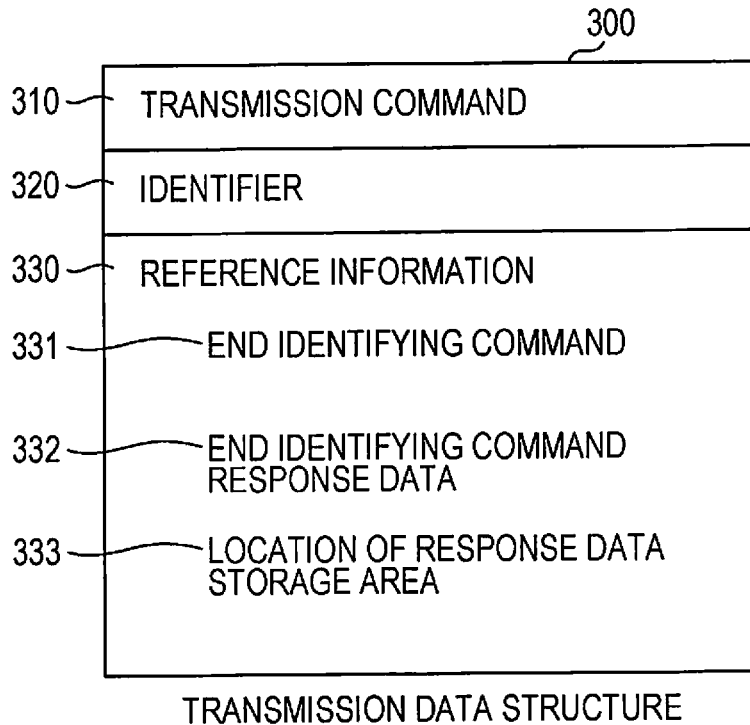 300
310 TRANSMISSION COMMAND
320 IDENTIFIER
330 REFERENCE INFORMATION
331 END IDENTIFYING COMMAND
332 END IDENTIFYING COMMAND
RESPONSE DATA
333 LOCATION OF RESPONSE DATA
STORAGE AREA
TRANSMISSION DATA STRUCTURE